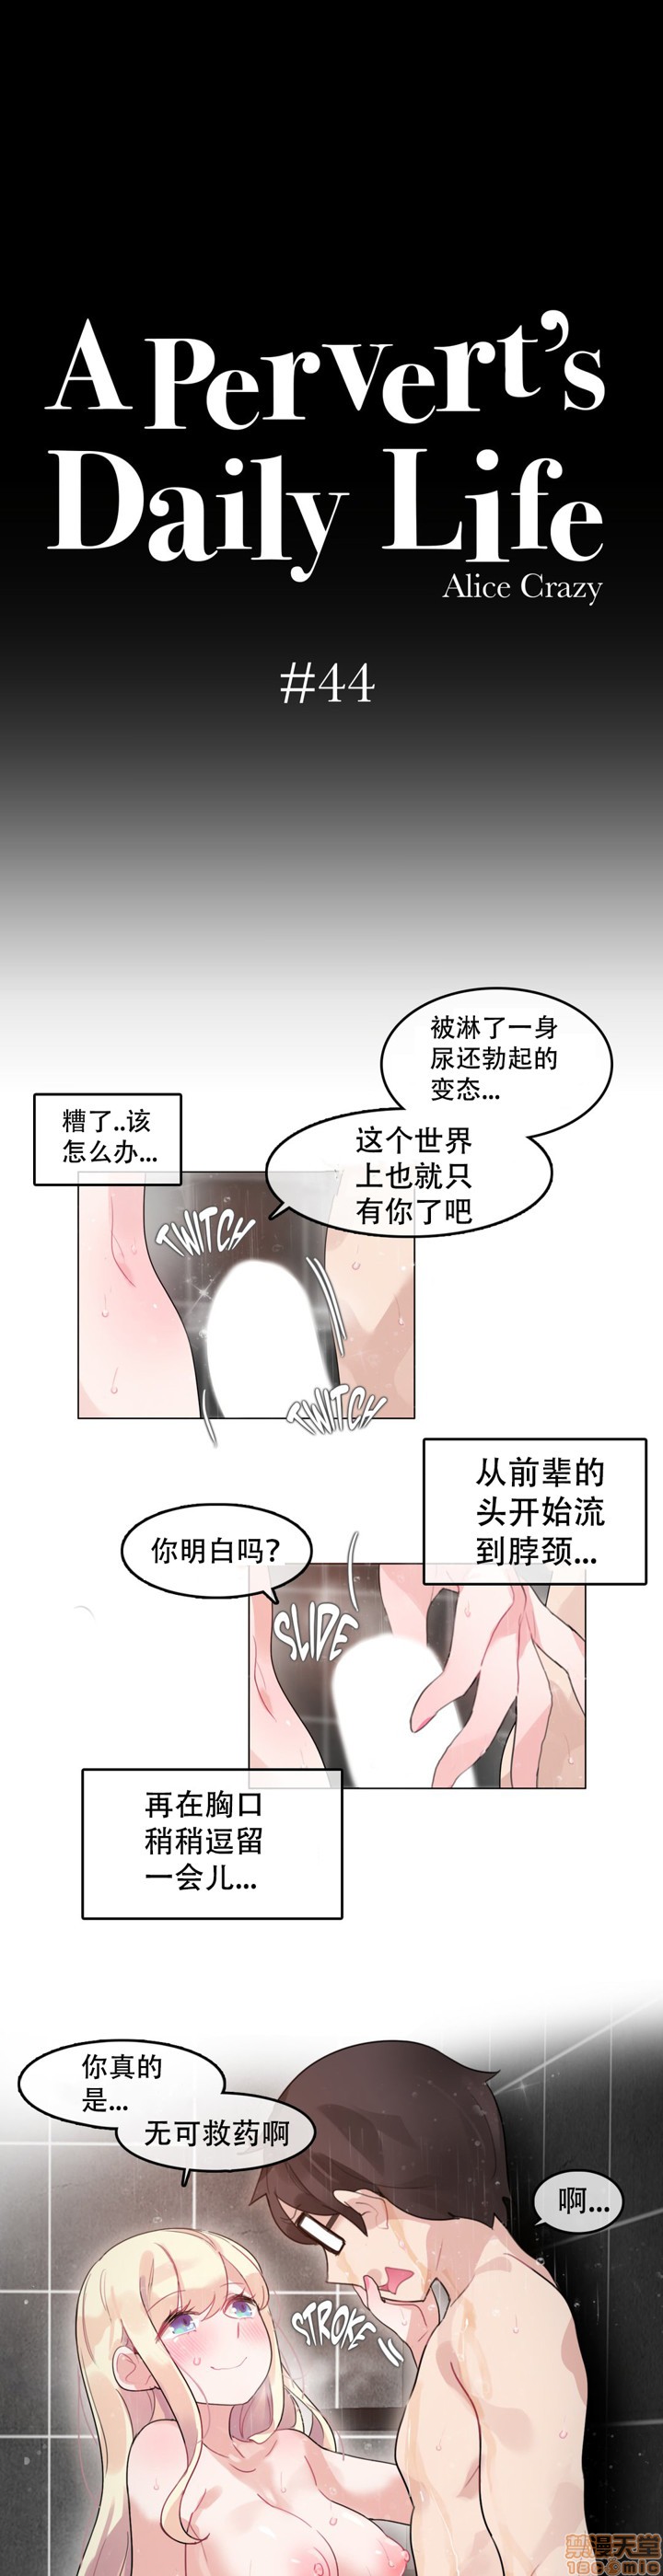 A Pervert's
Daily Life
Alice Crazy
#44
被淋了一身
尿还勃起的
变态...
糟了..该
怎么办...
这个世界
上也就只
有你了吧
TWITCH
TWITCH
从前辈的
头开始流
到脖颈...
你明白吗?
SLIDE
再在胸口
稍稍逗留
一会儿...
你真的
是...
无可救药啊
啊...
STROKE
禁漫天堂